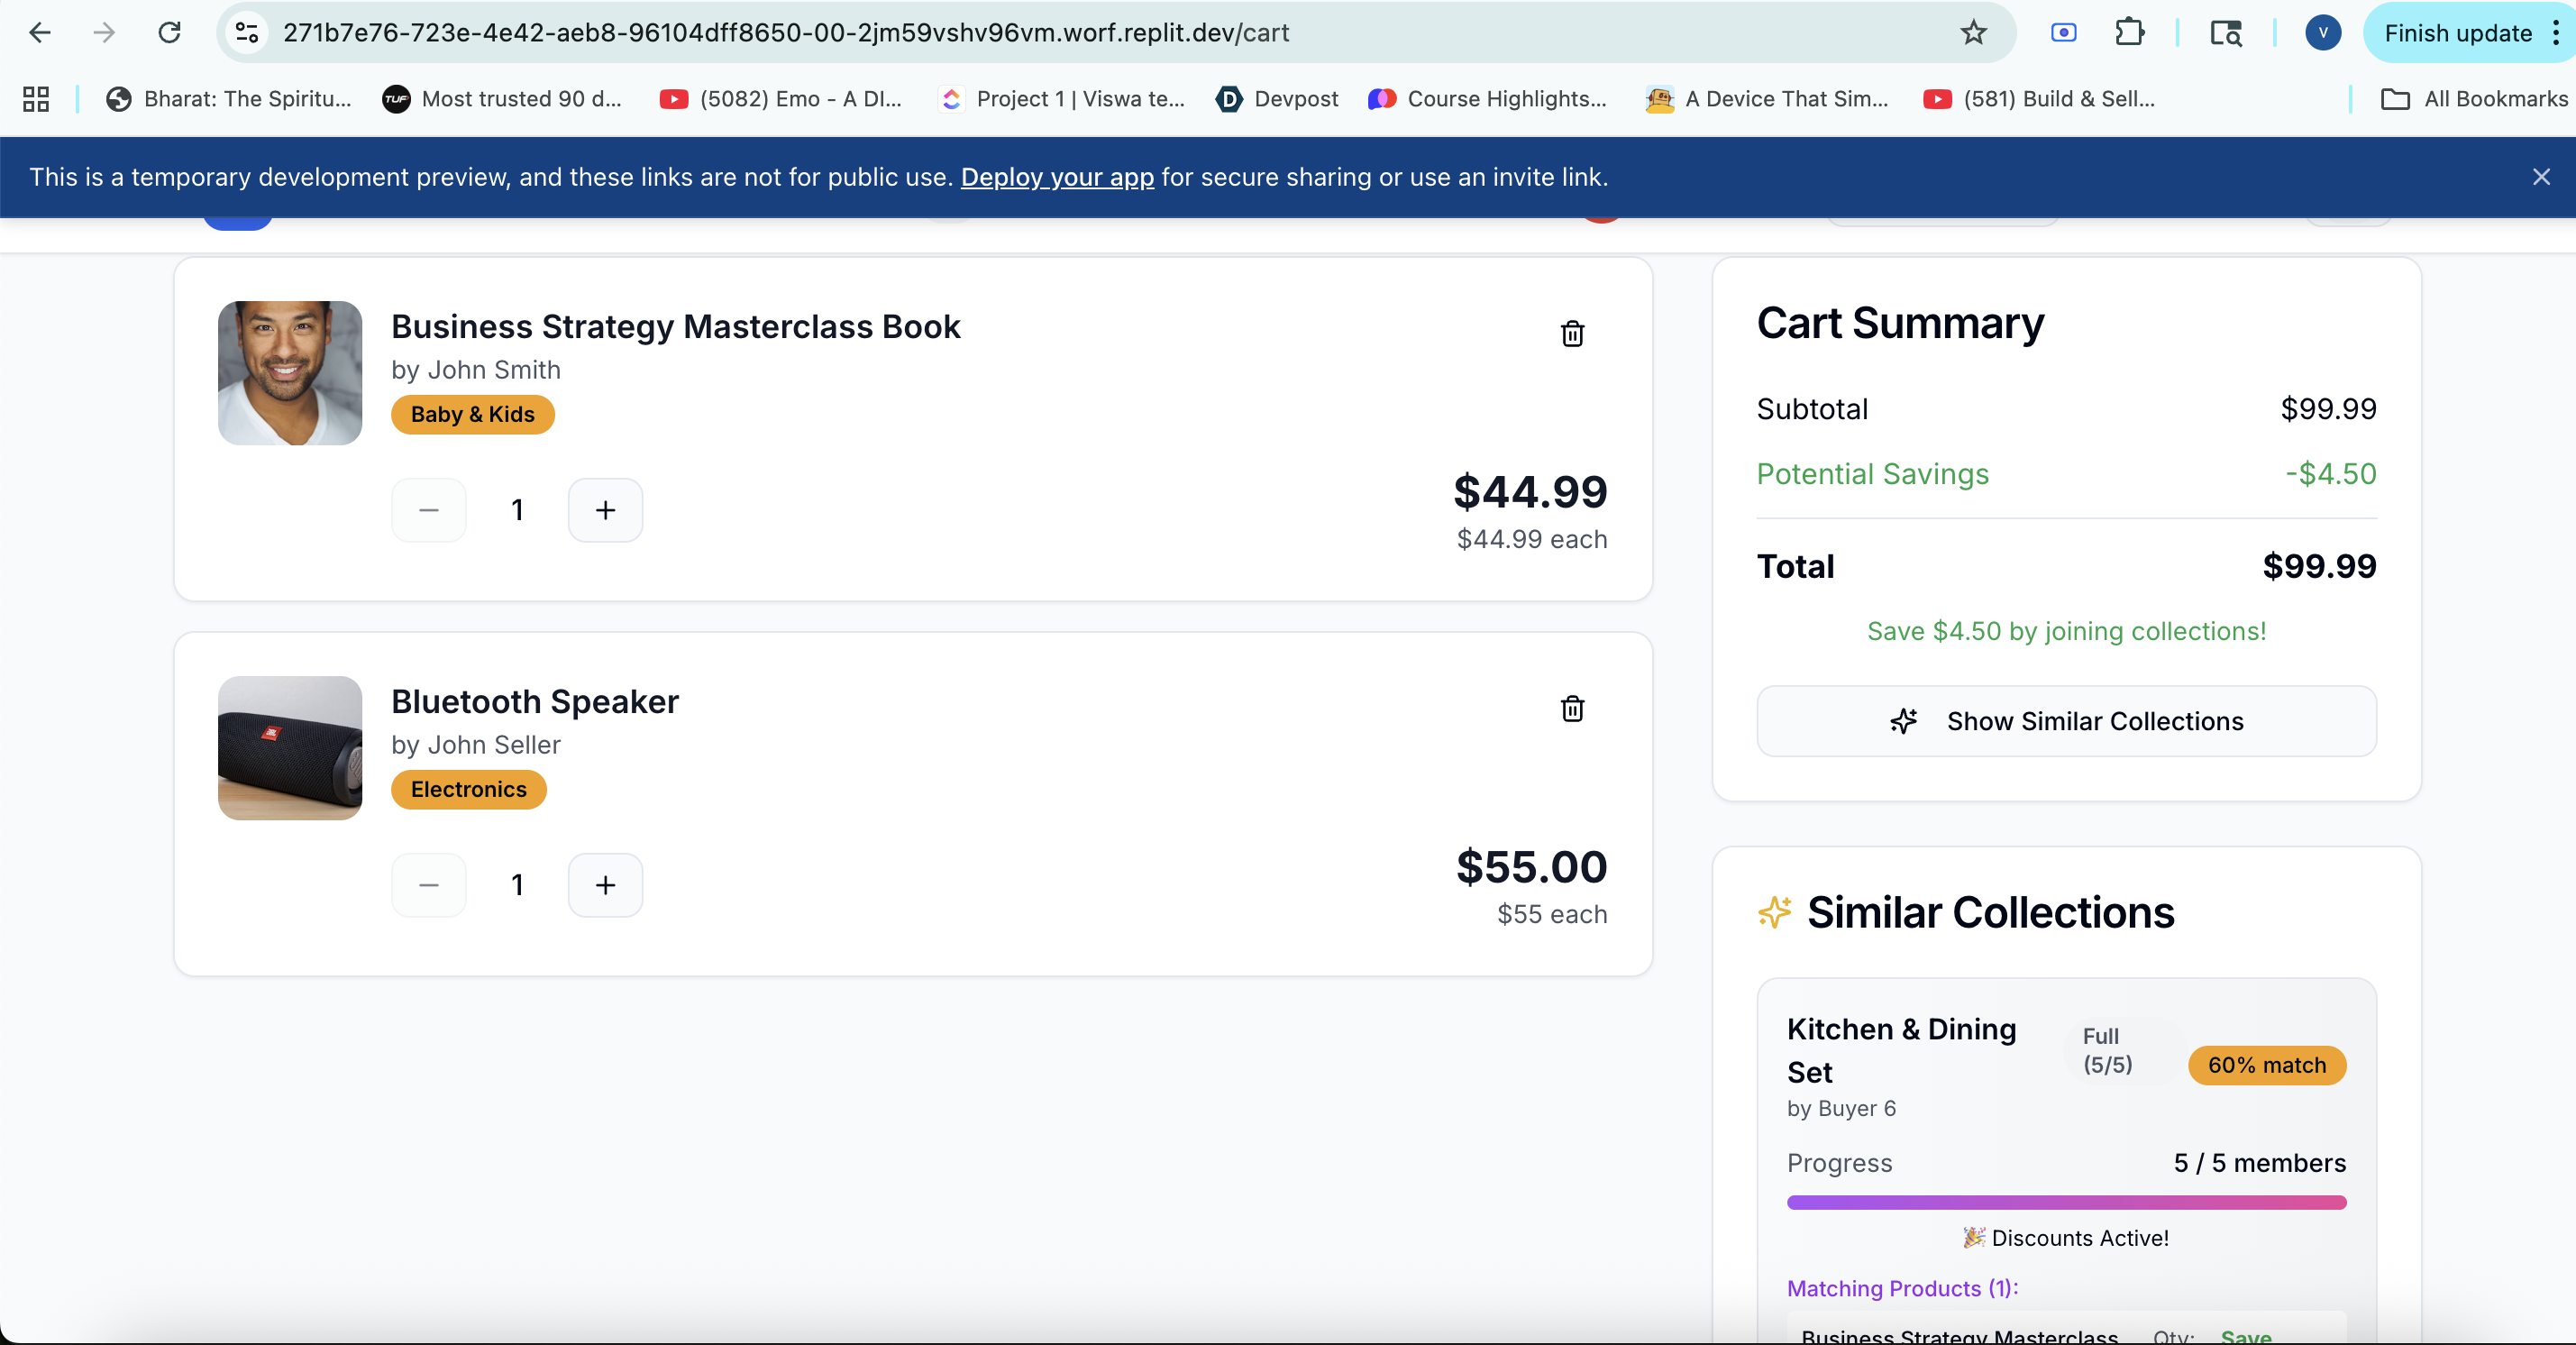 271b7e76-723e-4e42-aeb8-96104dff8650-00-2jm59vshv96vm.worf.replit.dev/cart
V
Finish update
Bharat: The Spiritu...
TUF
Most trusted 90 d...
(5082) Emo - A DI...
Project 1 | Viswa te...
Devpost
Course Highlights...
A Device That Sim...
(581) Build & Sell...
All Bookmarks
This is a temporary development preview, and these links are not for public use. Deploy your app for secure sharing or use an invite link.
Business Strategy Masterclass Book
by John Smith
Baby & Kids
1
$44.99
$44.99 each
Bluetooth Speaker
by John Seller
Electronics
JBL
1
$55.00
$55 each
Cart Summary
Subtotal
$99.99
Potential Savings
-$4.50
Total
$99.99
Save $4.50 by joining collections!
Show Similar Collections
Similar Collections
Kitchen & Dining
Set
Full
(5/5)
60% match
by Buyer 6
Progress
5 / 5 members
🎉 Discounts Active!
Matching Products (1):
Business Strategy Masterclass
Qty:
Save